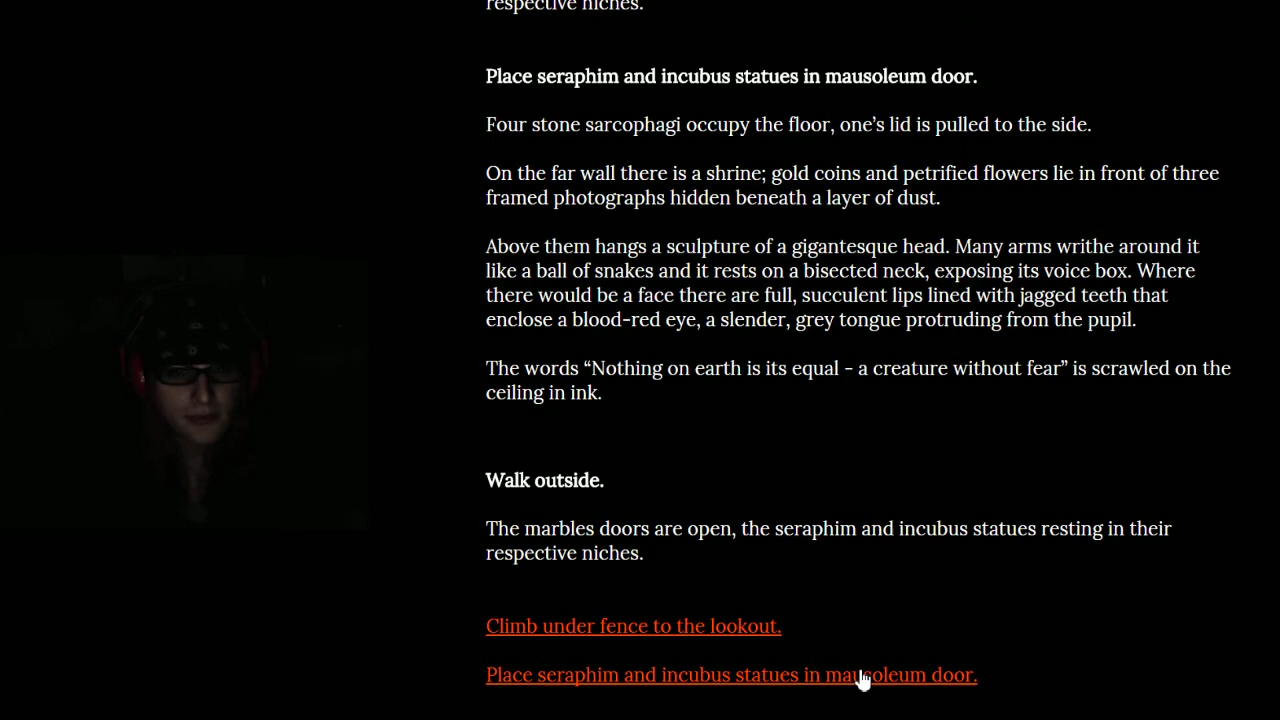 respective niches.
Place seraphim and incubus statues in mausoleum door.
Four stone sarcophagi occupy the floor, one’s lid is pulled to the side.
On the far wall there is a shrine; gold coins and petrified flowers lie in front of three
framed photographs hidden beneath a layer of dust.
Above them hangs a sculpture of a gigantesque head. Many arms writhe around it
like a ball of snakes and it rests on a bisected neck, exposing its voice box. Where
there would be a face there are full, succulent lips lined with jagged teeth that
enclose a blood-red eye, a slender, grey tongue protruding from the pupil.
The words “Nothing on earth is its equal - a creature without fear” is scrawled on the
ceiling in ink.
Walk outside.
The marbles doors are open, the seraphim and incubus statues resting in their
respective niches.
Climb under fence to the lookout.
Place seraphim and incubus statues in mausoleum door.